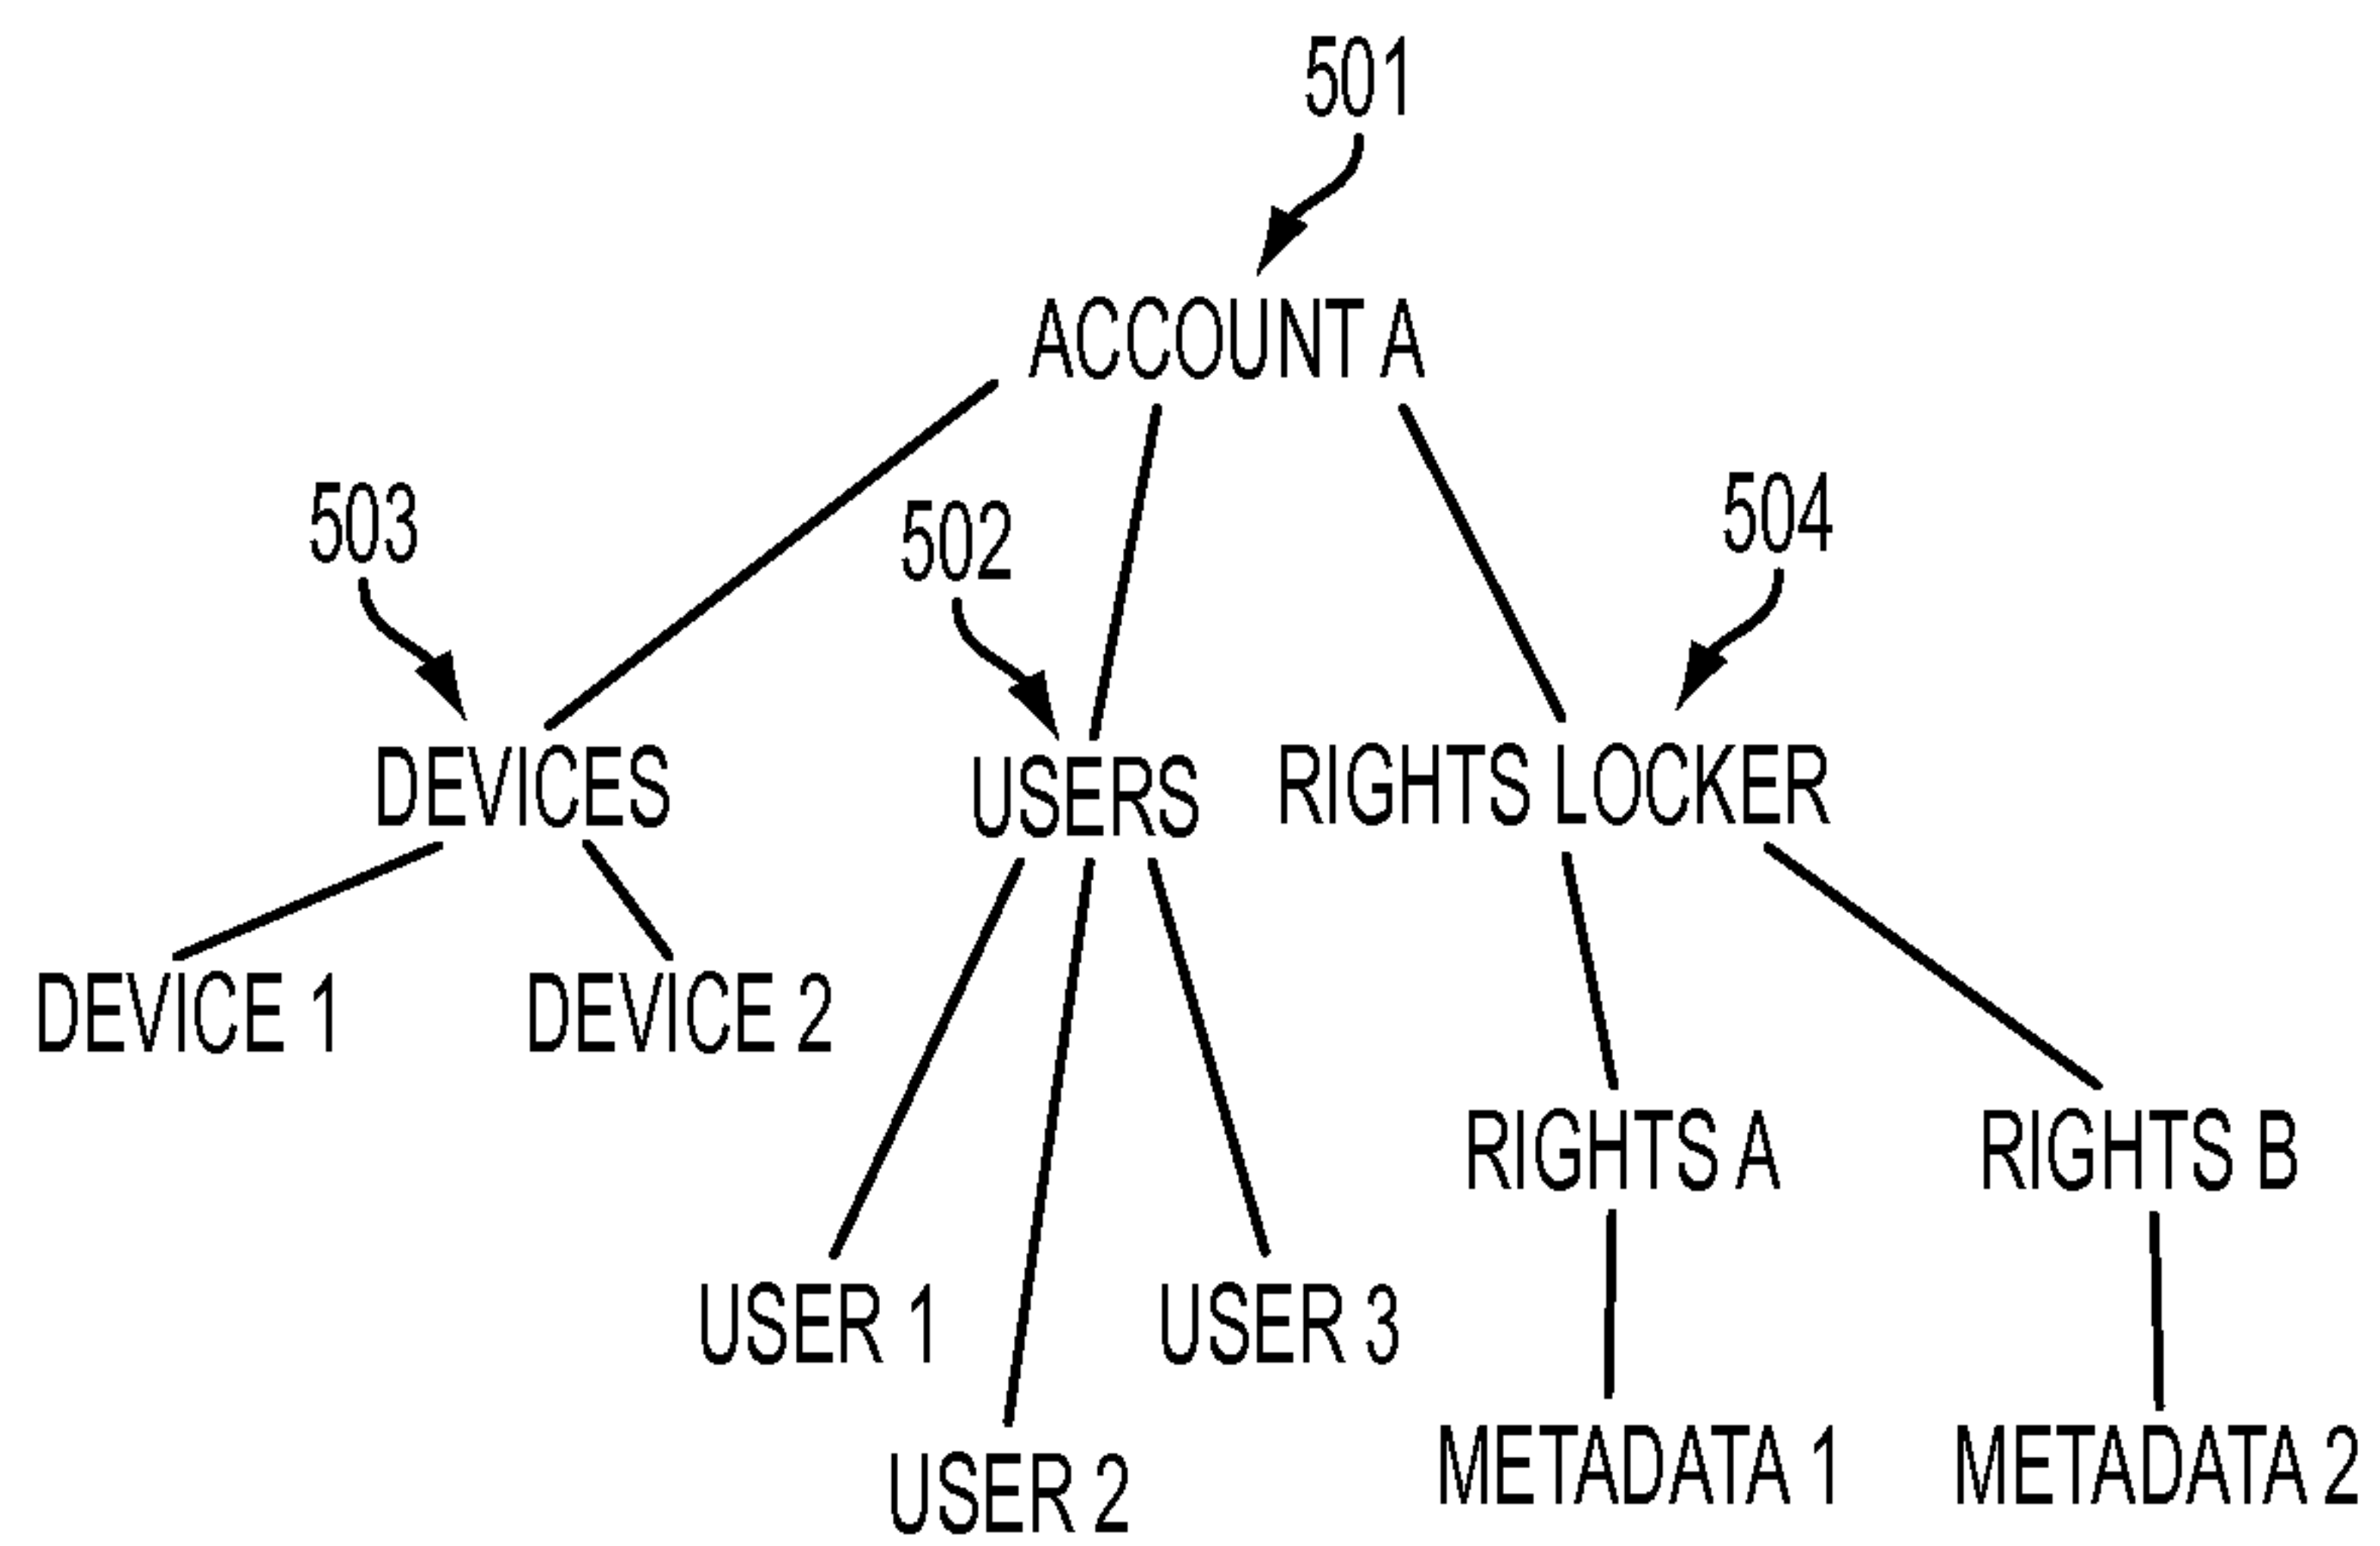 501
ACCOUNT A
503
502
504
DEVICES
USERS
RIGHTS LOCKER
DEVICE 1
DEVICE 2
RIGHTS A
RIGHTS B
USER 1
USER 3
METADATA 1
METADATA 2
USER 2